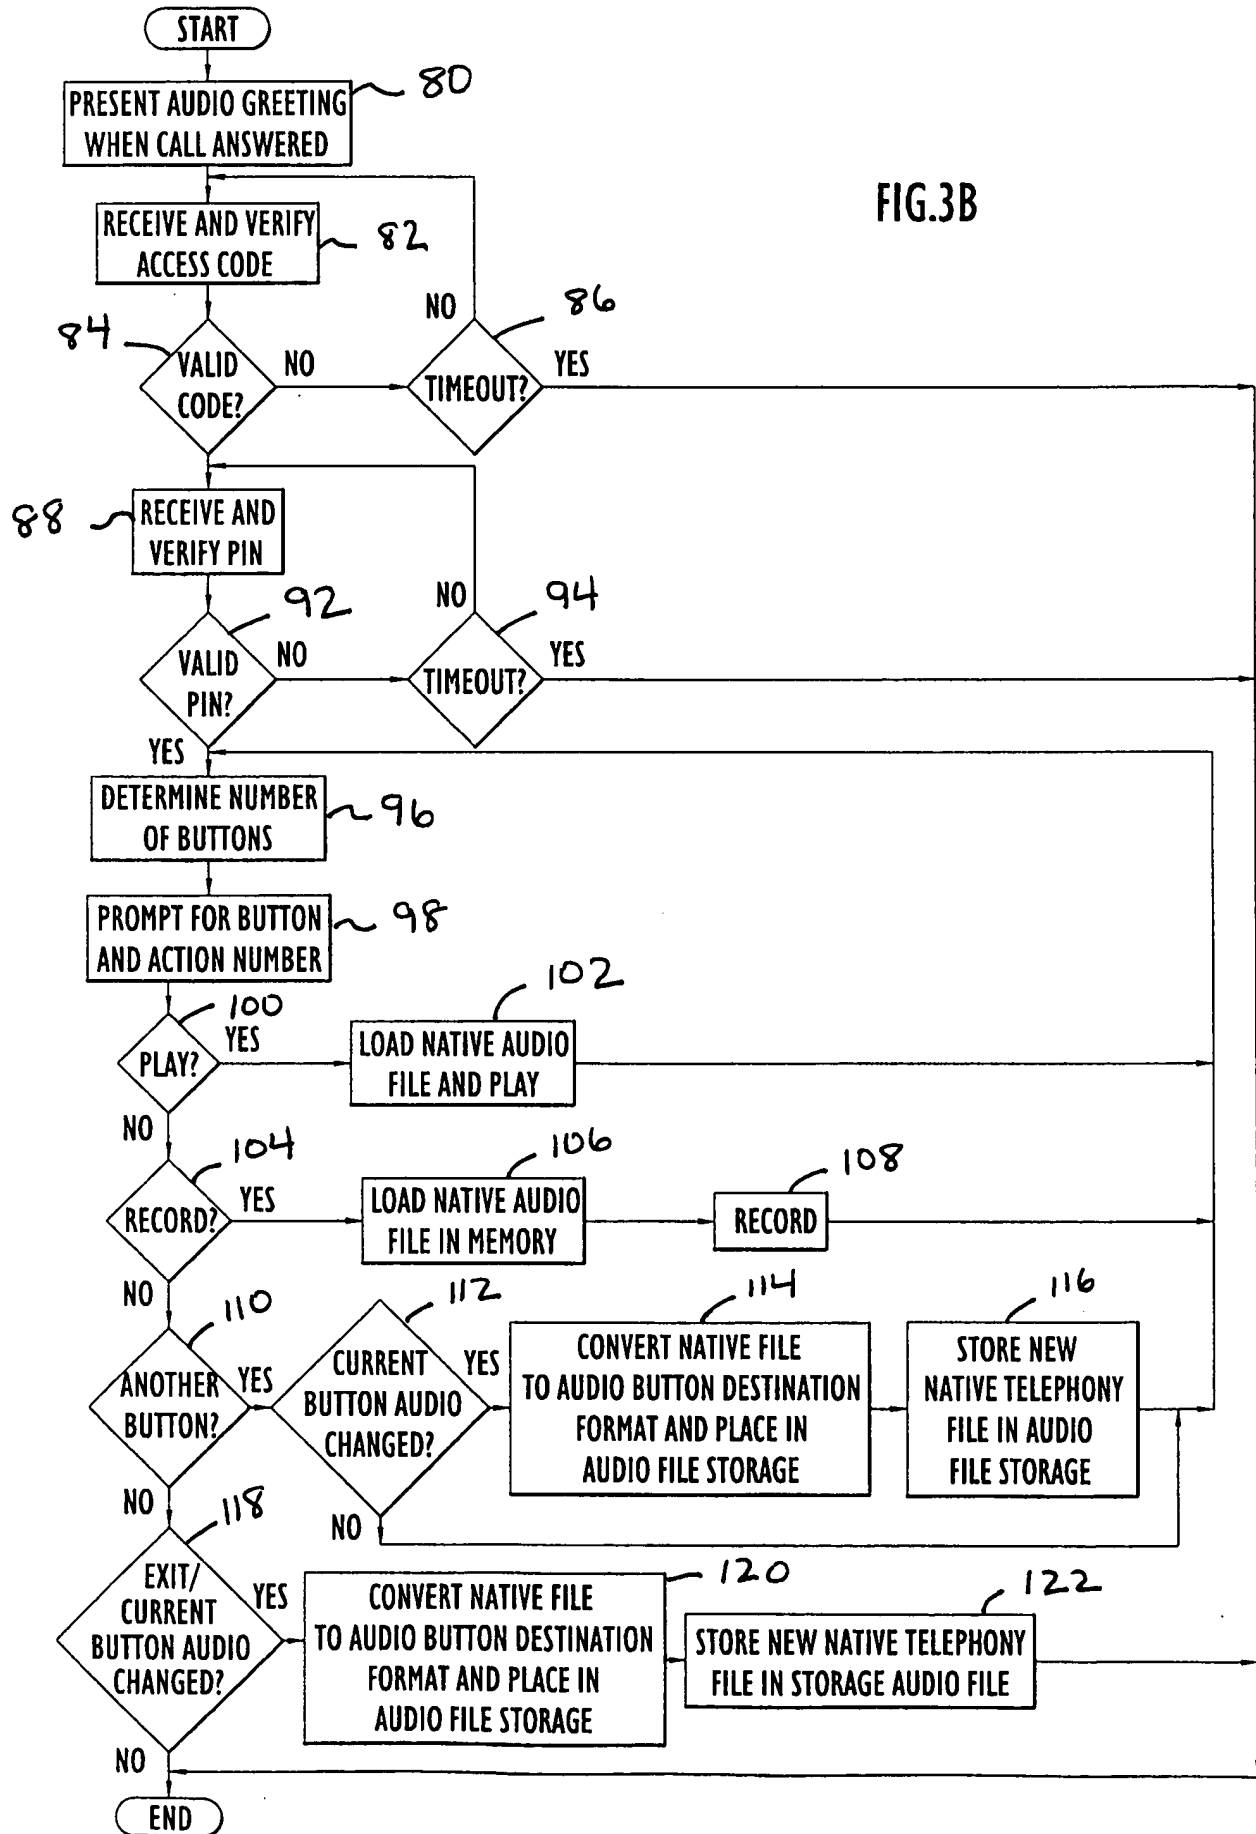 START
PRESENT AUDIO GREETING
WHEN CALL ANSWERED
80
FIG.3B
RECEIVE AND VERIFY
ACCESS CODE
82
84
VALID
CODE?
NO
NO
86
TIMEOUT?
YES
88
RECEIVE AND
VERIFY PIN
92
VALID
PIN?
NO
NO
94
TIMEOUT?
YES
YES
DETERMINE NUMBER
OF BUTTONS
96
PROMPT FOR BUTTON
AND ACTION NUMBER
98
100
PLAY?
YES
102
LOAD NATIVE AUDIO
FILE AND PLAY
NO
104
RECORD?
YES
106
LOAD NATIVE AUDIO
FILE IN MEMORY
108
RECORD
NO
110
ANOTHER
BUTTON?
YES
112
CURRENT
BUTTON AUDIO
CHANGED?
YES
114
CONVERT NATIVE FILE
TO AUDIO BUTTON DESTINATION
FORMAT AND PLACE IN
AUDIO FILE STORAGE
116
STORE NEW
NATIVE TELEPHONY
FILE IN AUDIO
FILE STORAGE
NO
NO
118
EXIT/
CURRENT
BUTTON AUDIO
CHANGED?
YES
120
CONVERT NATIVE FILE
TO AUDIO BUTTON DESTINATION
FORMAT AND PLACE IN
AUDIO FILE STORAGE
122
STORE NEW NATIVE TELEPHONY
FILE IN STORAGE AUDIO FILE
NO
END